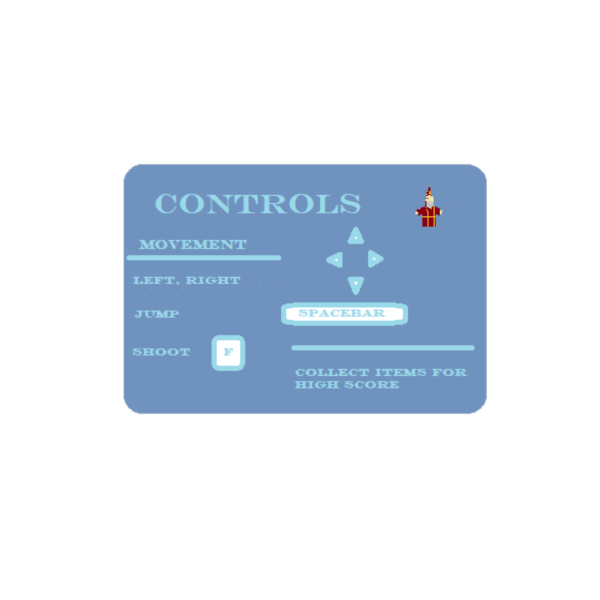 CONTROLS
MOVEMENT
LEFT, RIGHT
JUMP
SPACEBAR
SHOOT
F
COLLECT ITEMS FOR
HIGH SCORE